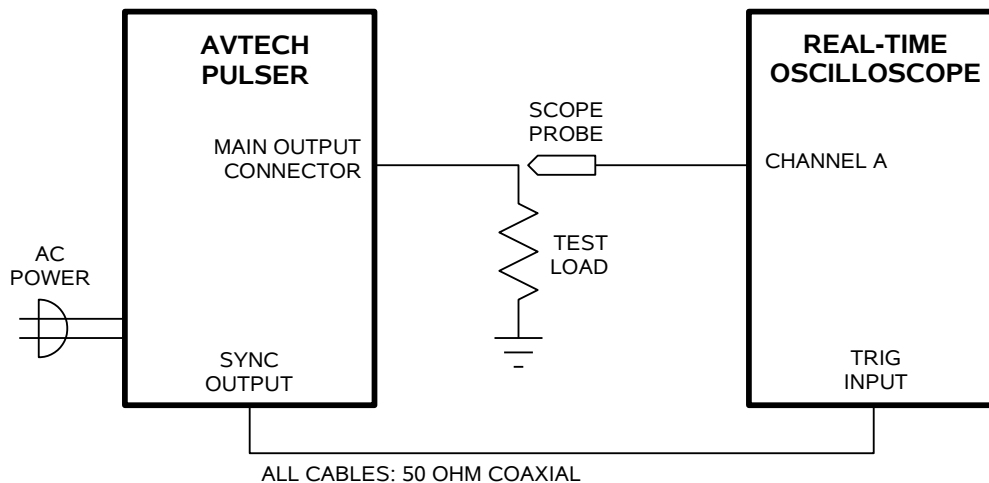 AVTECH
PULSER
MAIN OUTPUT
CONNECTOR
AC
POWER
SYNC
OUTPUT
SCOPE
PROBE
TEST
LOAD
REAL-TIME
OSCILLOSCOPE
CHANNEL A
TRIG
INPUT
ALL CABLES: 50 OHM COAXIAL